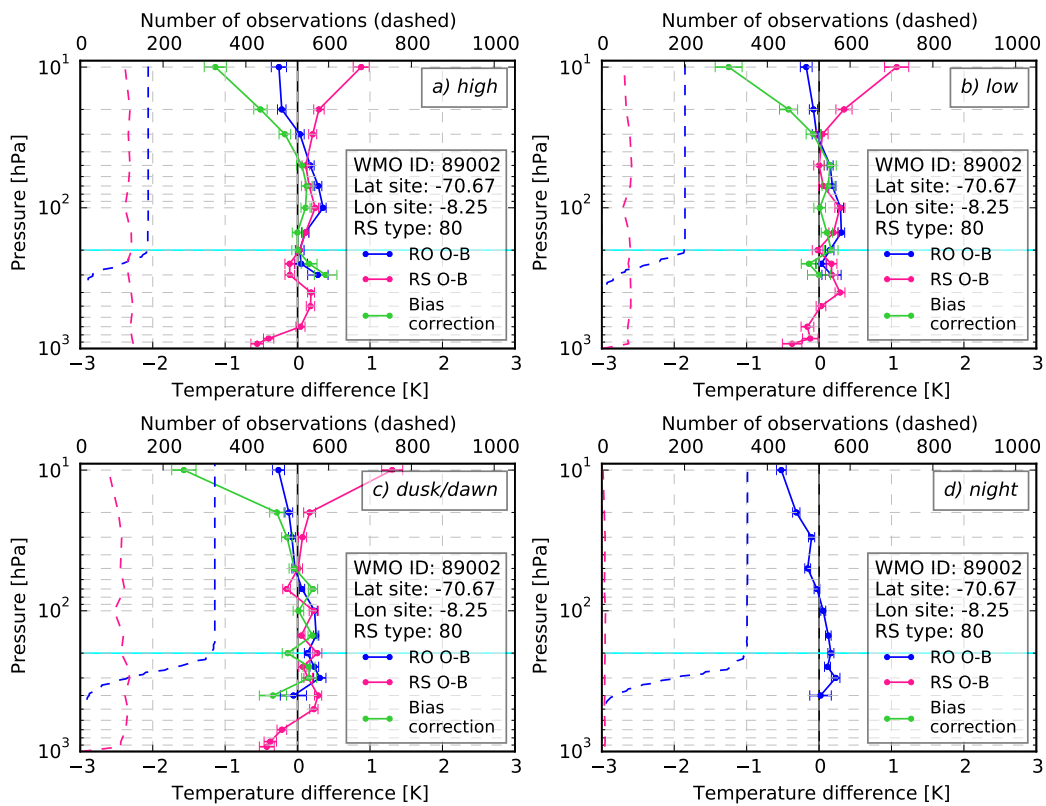 Number of observations (dashed)
Number of observations (dashed)
0 200 400 600 800 1000
0 200 400 600 800 1000
10¹
a) high
10¹
b) low
Pressure [hPa]
Pressure [hPa]
WMO ID: 89002
Lat site: -70.67
Lon site: -8.25
RS type: 80
RO O-B
RS O-B
Bias
correction
WMO ID: 89002
Lat site: -70.67
Lon site: -8.25
RS type: 80
RO O-B
RS O-B
Bias
correction
10²
10²
10³
10³
−3 −2 −1 0 1 2 3
−3 −2 −1 0 1 2 3
Temperature difference [K]
Temperature difference [K]
Number of observations (dashed)
Number of observations (dashed)
0 200 400 600 800 1000
0 200 400 600 800 1000
10¹
c) dusk/dawn
10¹
d) night
Pressure [hPa]
Pressure [hPa]
WMO ID: 89002
Lat site: -70.67
Lon site: -8.25
RS type: 80
RO O-B
RS O-B
Bias
correction
WMO ID: 89002
Lat site: -70.67
Lon site: -8.25
RS type: 80
RO O-B
RS O-B
Bias
correction
10²
10²
10³
10³
−3 −2 −1 0 1 2 3
−3 −2 −1 0 1 2 3
Temperature difference [K]
Temperature difference [K]